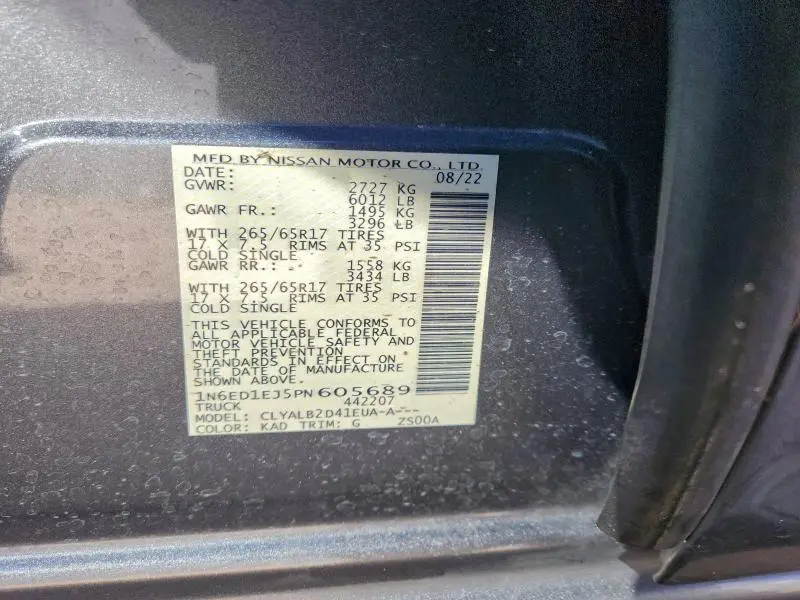 MFD BY NISSAN MOTOR CO., LTD.
DATE: 08/22
GVWR: 2727 KG
6012 LB
GAWR FR.: 1495 KG
3296 LB
WITH 265/65R17 TIRES
17 X 7.5 RIMS AT 35 PSI
COLD SINGLE
GAWR RR.: 1558 KG
3434 LB
WITH 265/65R17 TIRES
17 X 7.5 RIMS AT 35 PSI
COLD SINGLE
THIS VEHICLE CONFORMS TO
ALL APPLICABLE FEDERAL
MOTOR VEHICLE SAFETY AND
THEFT PREVENTION
STANDARDS IN EFFECT ON
THE DATE OF MANUFACTURE
SHOWN ABOVE.
1N6ED1EJ5PN605689
TRUCK 442207
MODEL: CLYALB2D41EUA-A---
COLOR: KAD TRIM: G ZS00A